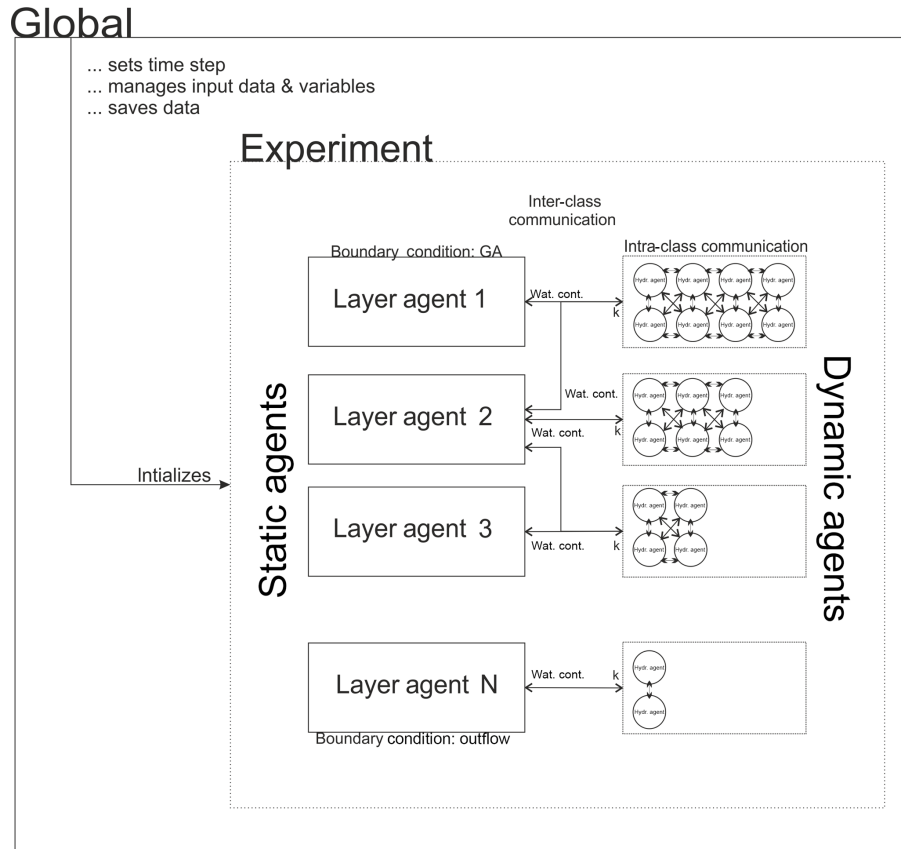 Global
... sets time step
... manages input data & variables
... saves data
Experiment
Inter-class
communication
Boundary condition: GA
Intra-class communication
Layer agent 1
Wat. cont.
k
Hydr. agent Hydr. agent Hydr. agent Hydr. agent
Hydr. agent Hydr. agent Hydr. agent Hydr. agent
Static agents
Dynamic agents
Layer agent 2
Wat. cont.
Wat. cont.
k
Hydr. agent Hydr. agent Hydr. agent
Hydr. agent Hydr. agent Hydr. agent
Intializes
Layer agent 3
Wat. cont.
k
Hydr. agent Hydr. agent
Hydr. agent Hydr. agent
Layer agent N
Wat. cont.
k
Hydr. agent
Hydr. agent
Boundary condition: outflow